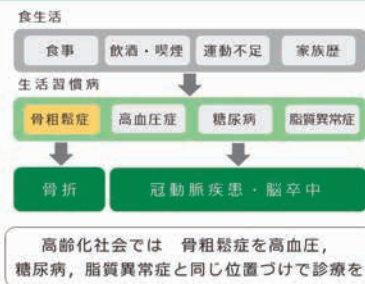 食生活
食事 飲酒・喫煙 運動不足 家族歴
生活習慣病
骨粗鬆症 高血圧症 糖尿病 脂質異常症
骨折 冠動脈疾患・脳卒中
高齢化社会では 骨粗鬆症を高血圧,
糖尿病, 脂質異常症と同じ位置づけで診療を